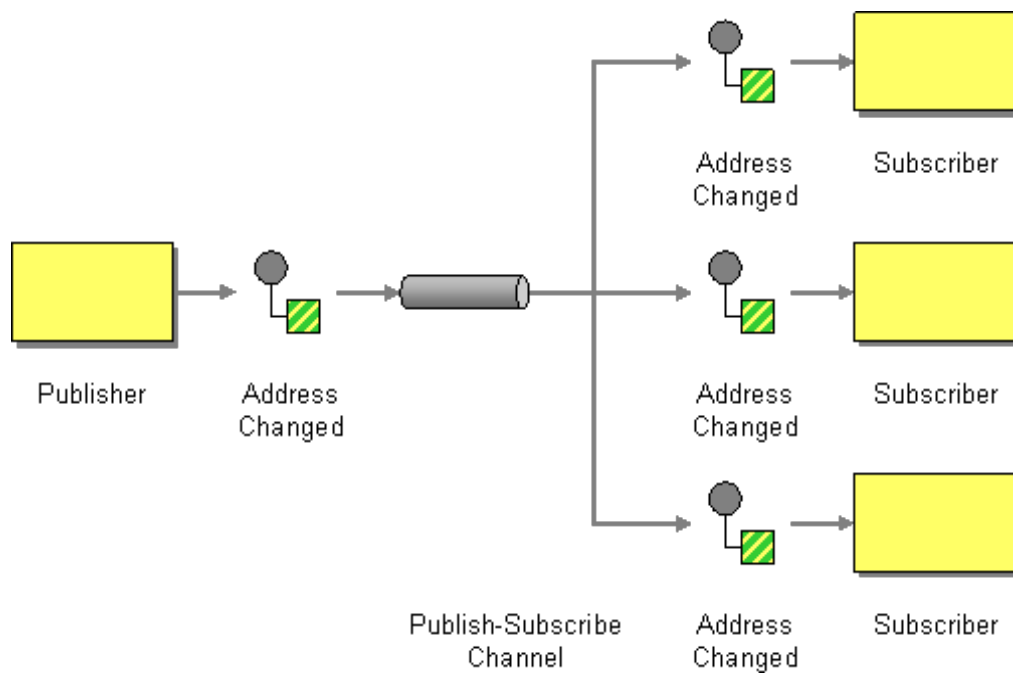 Address
Changed
Subscriber
Publisher
Address
Changed
Address
Changed
Subscriber
Publish-Subscribe
Channel
Address
Changed
Subscriber